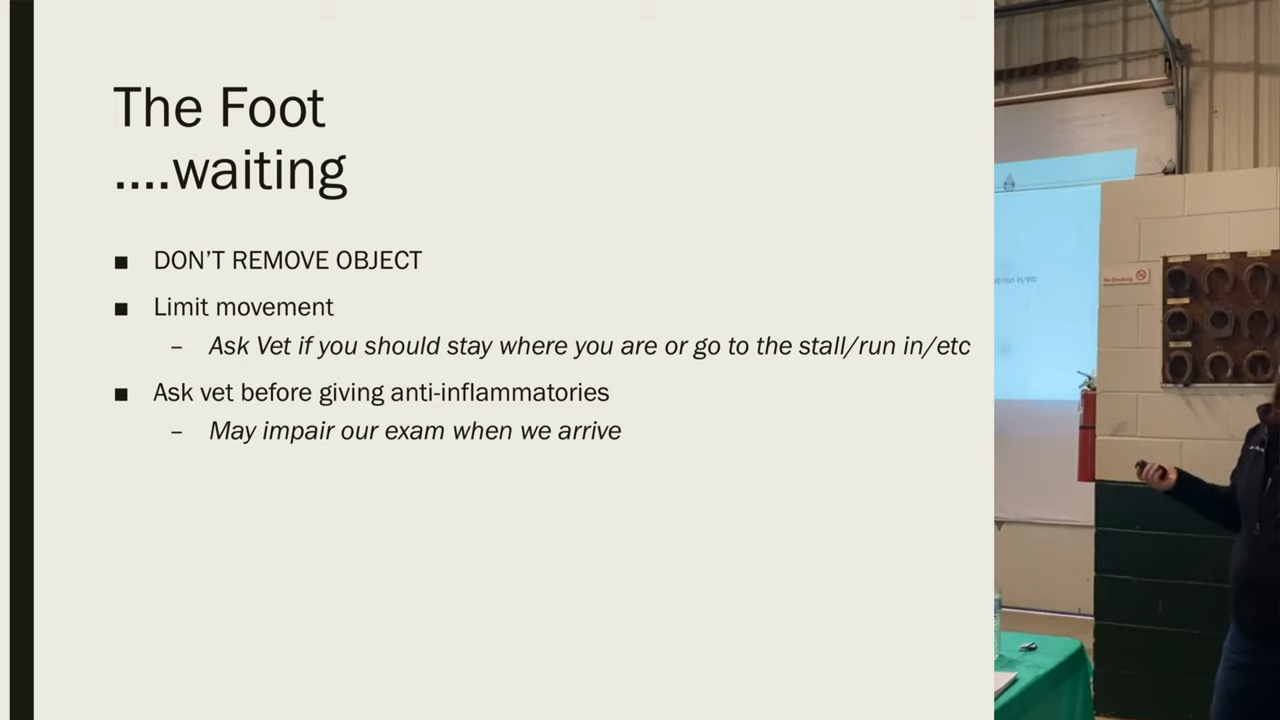 The Foot
....waiting
■ DON'T REMOVE OBJECT
■ Limit movement
– Ask Vet if you should stay where you are or go to the stall/run in/etc
■ Ask vet before giving anti-inflammatories
– May impair our exam when we arrive
No Smoking